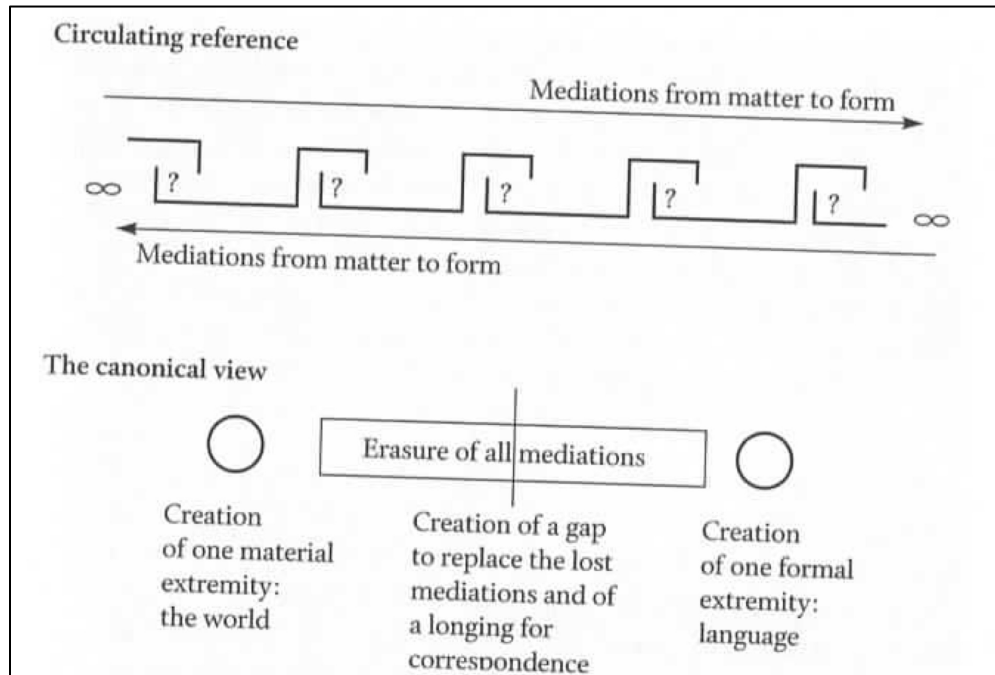 Circulating reference
Mediations from matter to form
∞ ? ? ? ? ? ∞
Mediations from matter to form
The canonical view
Erasure of all mediations
Creation
of one material
extremity:
the world
Creation of a gap
to replace the lost
mediations and of
a longing for
correspondence
Creation
of one formal
extremity:
language